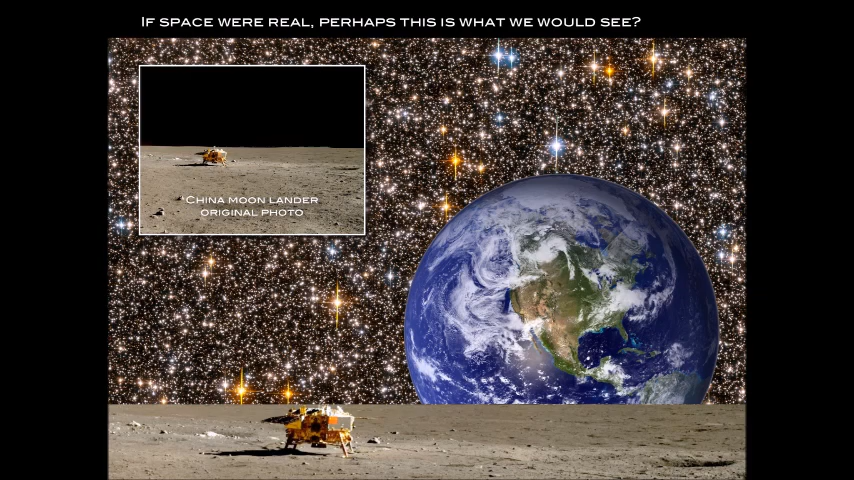 If space were real, perhaps this is what we would see?
*China moon lander
original photo